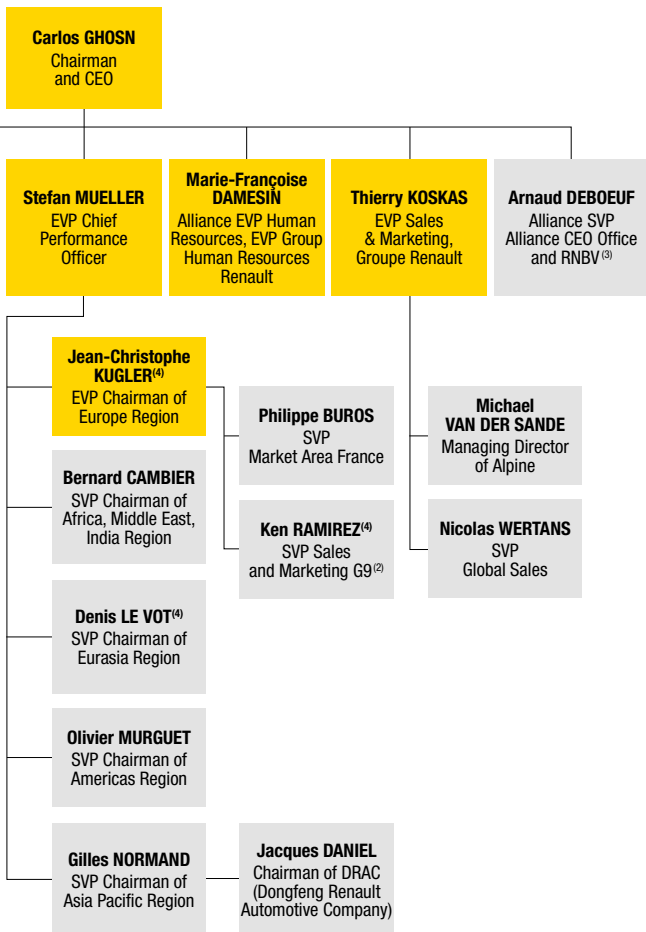 Carlos GHOSN
Chairman
and CEO
Stefan MUELLER
EVP Chief
Performance
Officer
Marie-Françoise
DAMESIN
Alliance EVP Human
Resources, EVP Group
Human Resources
Renault
Thierry KOSKAS
EVP Sales
& Marketing,
Groupe Renault
Arnaud DEBOEUF
Alliance SVP
Alliance CEO Office
and RNBV (3)
Jean-Christophe
KUGLER(4)
EVP Chairman of
Europe Region
Philippe BUROS
SVP
Market Area France
Michael
VAN DER SANDE
Managing Director
of Alpine
Bernard CAMBIER
SVP Chairman of
Africa, Middle East,
India Region
Ken RAMIREZ(4)
SVP Sales
and Marketing G9(2)
Nicolas WERTANS
SVP
Global Sales
Denis LE VOT(4)
SVP Chairman of
Eurasia Region
Olivier MURGUET
SVP Chairman of
Americas Region
Gilles NORMAND
SVP Chairman of
Asia Pacific Region
Jacques DANIEL
Chairman of DRAC
(Dongfeng Renault
Automotive Company)